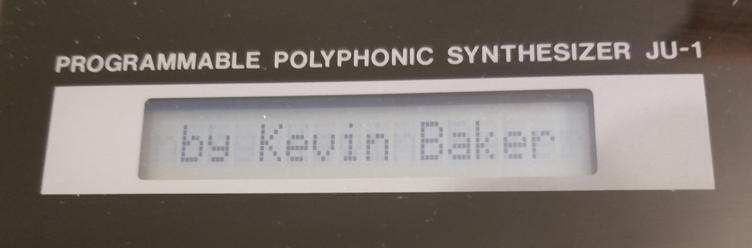 PROGRAMMABLE POLYPHONIC SYNTHESIZER JU-1
by Kevin Baker